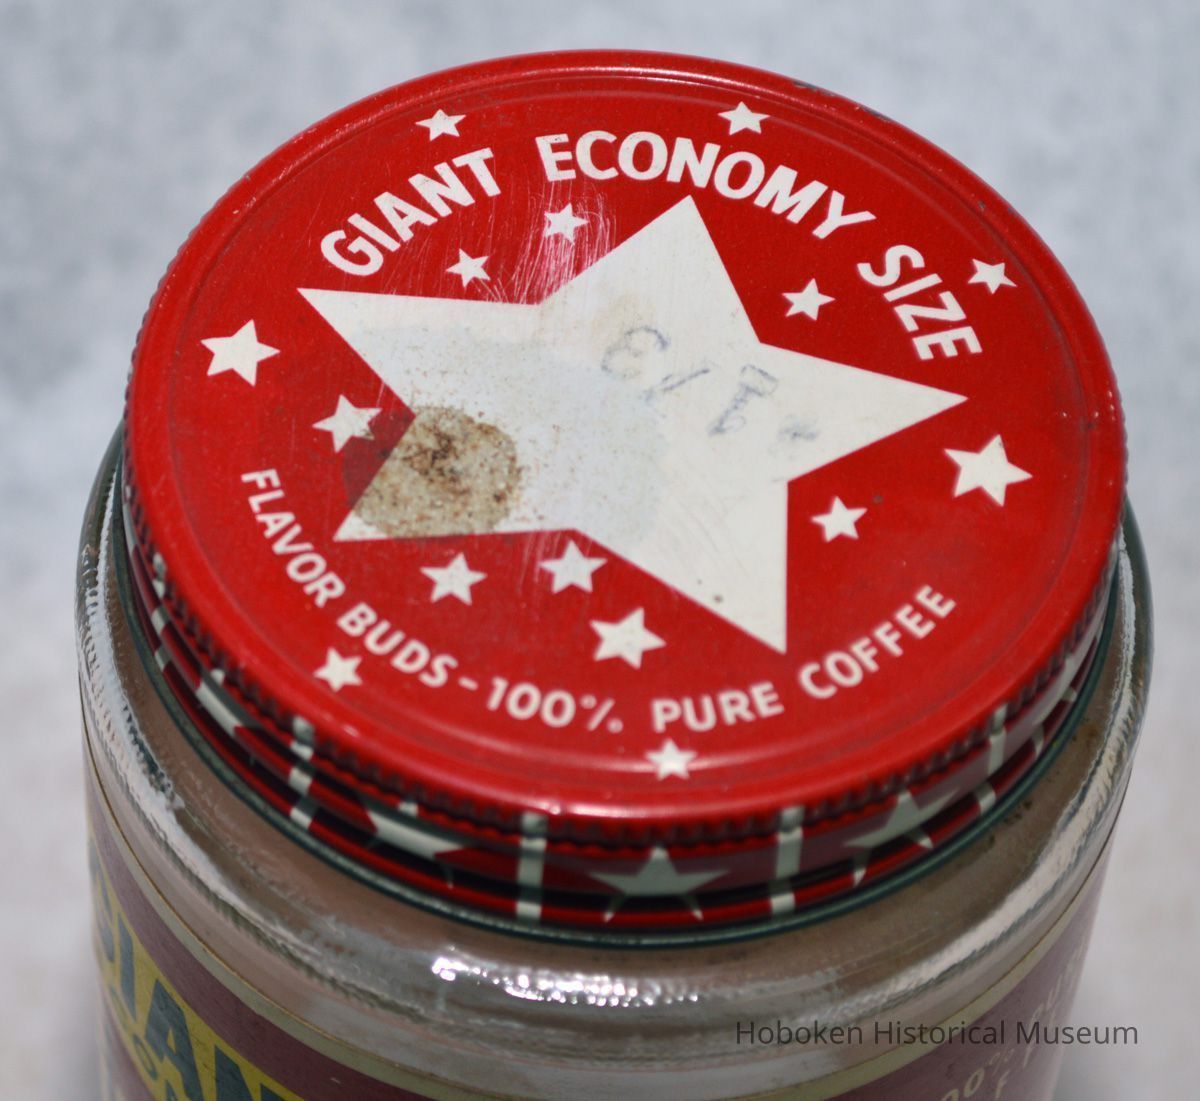 GIANT ECONOMY SIZE
FLAVOR BUDS-100% PURE COFFEE
Hoboken Historical Museum